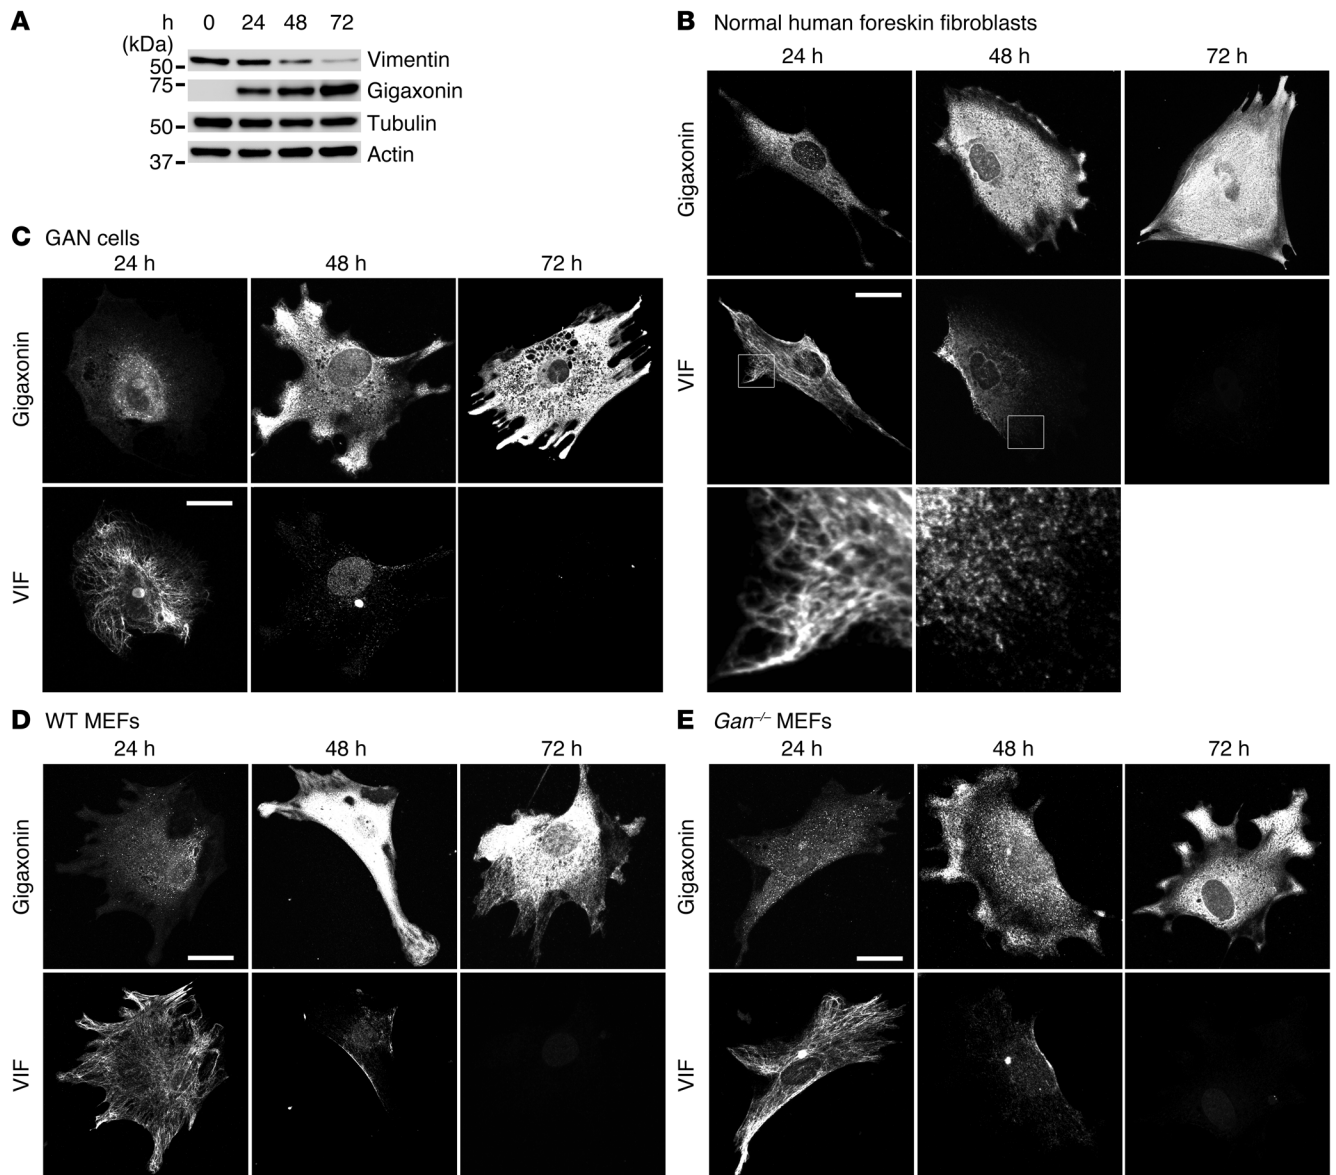 A
h 0 24 48 72
(kDa)
50 Vimentin
75 Gigaxonin
50 Tubulin
37 Actin
B Normal human foreskin fibroblasts
24 h 48 h 72 h
Gigaxonin
VIF
C GAN cells
24 h 48 h 72 h
Gigaxonin
VIF
D WT MEFs
24 h 48 h 72 h
Gigaxonin
VIF
E Gan–/– MEFs
24 h 48 h 72 h
Gigaxonin
VIF